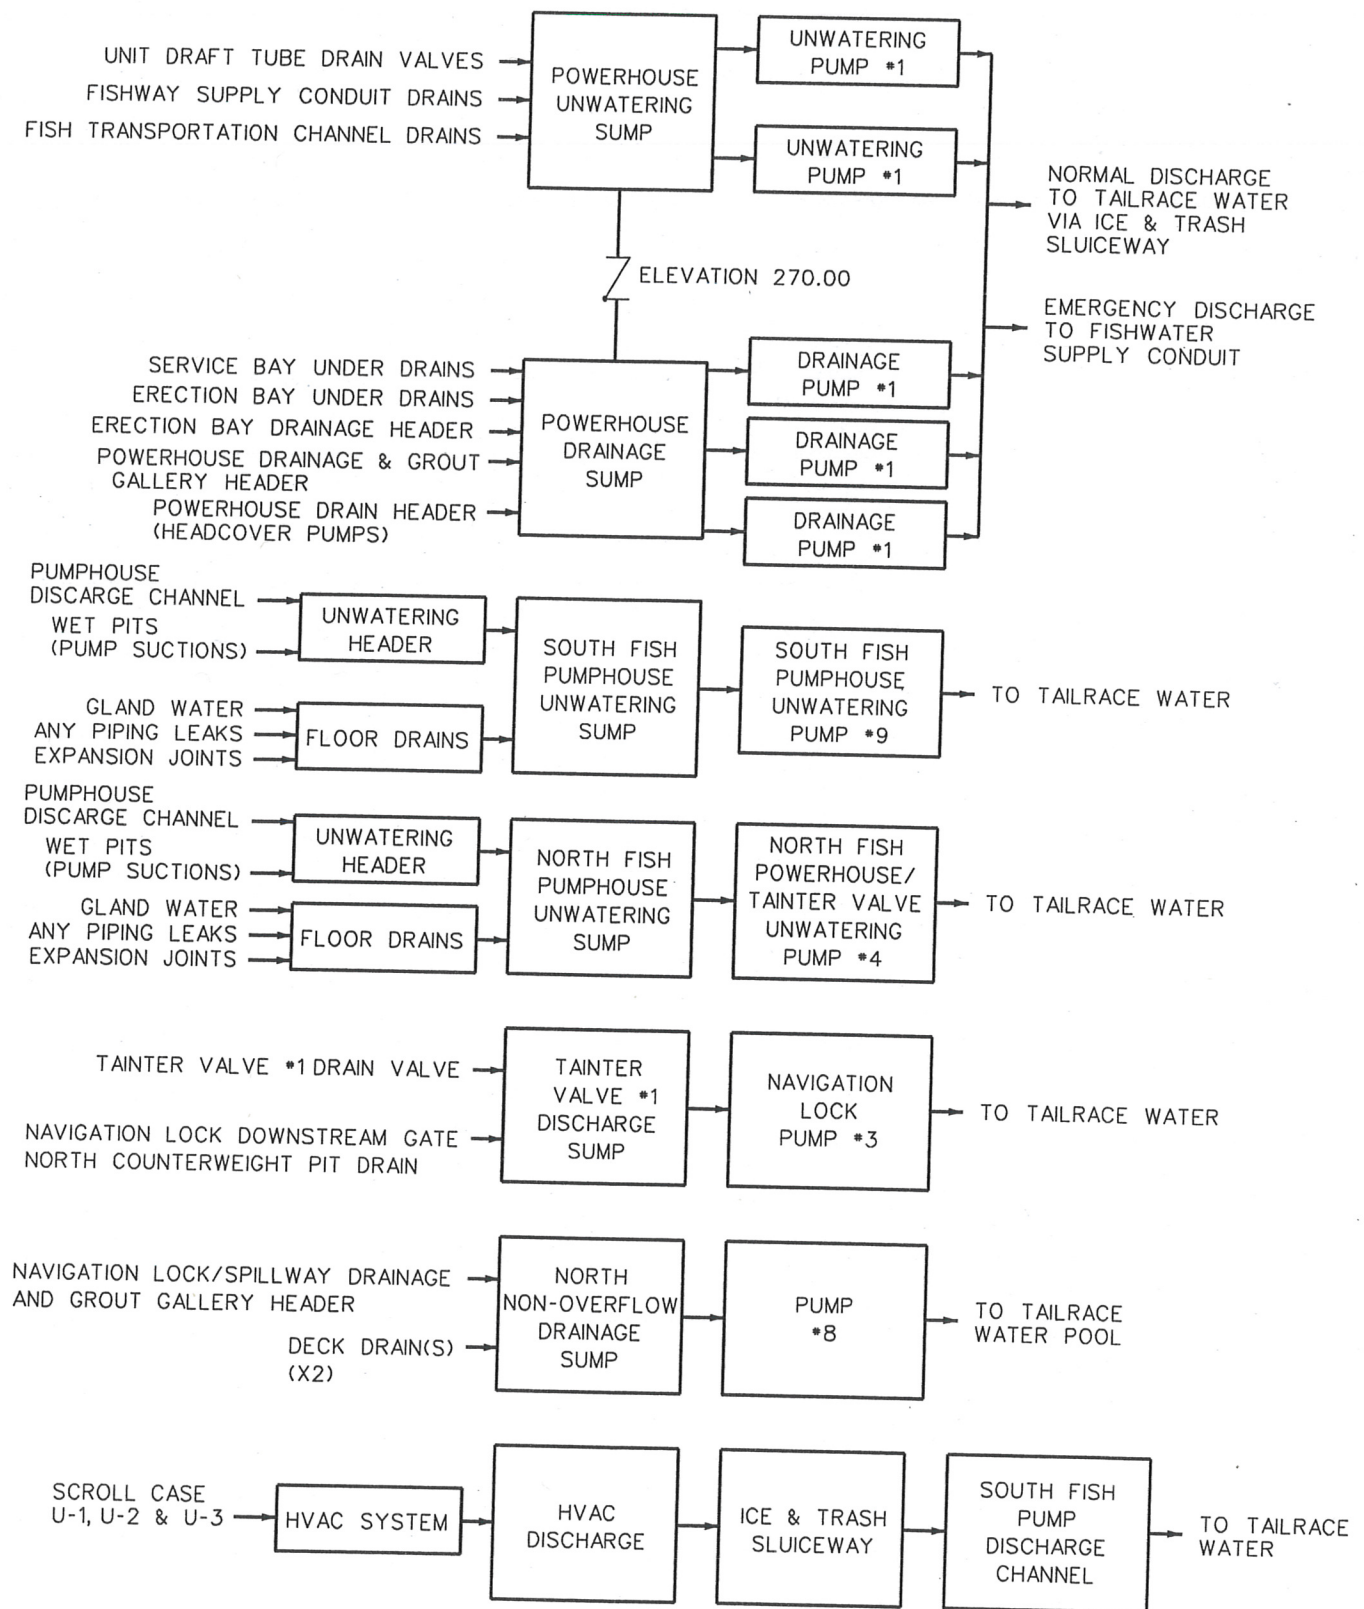 UNIT DRAFT TUBE DRAIN VALVES
FISHWAY SUPPLY CONDUIT DRAINS
FISH TRANSPORTATION CHANNEL DRAINS
POWERHOUSE
UNWATERING
SUMP
UNWATERING
PUMP #1
UNWATERING
PUMP #1
NORMAL DISCHARGE
TO TAILRACE WATER
VIA ICE & TRASH
SLUICEWAY
ELEVATION 270.00
EMERGENCY DISCHARGE
TO FISHWATER
SUPPLY CONDUIT
SERVICE BAY UNDER DRAINS
ERECTION BAY UNDER DRAINS
ERECTION BAY DRAINAGE HEADER
POWERHOUSE DRAINAGE & GROUT
GALLERY HEADER
POWERHOUSE DRAIN HEADER
(HEADCOVER PUMPS)
POWERHOUSE
DRAINAGE
SUMP
DRAINAGE
PUMP #1
DRAINAGE
PUMP #1
DRAINAGE
PUMP #1
PUMPHOUSE
DISCARGE CHANNEL
WET PITS
(PUMP SUCTIONS)
UNWATERING
HEADER
GLAND WATER
ANY PIPING LEAKS
EXPANSION JOINTS
FLOOR DRAINS
SOUTH FISH
PUMPHOUSE
UNWATERING
SUMP
SOUTH FISH
PUMPHOUSE
UNWATERING
PUMP #9
TO TAILRACE WATER
PUMPHOUSE
DISCARGE CHANNEL
WET PITS
(PUMP SUCTIONS)
UNWATERING
HEADER
GLAND WATER
ANY PIPING LEAKS
EXPANSION JOINTS
FLOOR DRAINS
NORTH FISH
PUMPHOUSE
UNWATERING
SUMP
NORTH FISH
POWERHOUSE/
TAINTER VALVE
UNWATERING
PUMP #4
TO TAILRACE WATER
TAINTER VALVE #1 DRAIN VALVE
NAVIGATION LOCK DOWNSTREAM GATE
NORTH COUNTERWEIGHT PIT DRAIN
TAINTER
VALVE #1
DISCHARGE
SUMP
NAVIGATION
LOCK
PUMP #3
TO TAILRACE WATER
NAVIGATION LOCK/SPILLWAY DRAINAGE
AND GROUT GALLERY HEADER
DECK DRAIN(S)
(X2)
NORTH
NON-OVERFLOW
DRAINAGE
SUMP
PUMP
#8
TO TAILRACE
WATER POOL
SCROLL CASE
U-1, U-2 & U-3
HVAC SYSTEM
HVAC
DISCHARGE
ICE & TRASH
SLUICEWAY
SOUTH FISH
PUMP
DISCHARGE
CHANNEL
TO TAILRACE
WATER